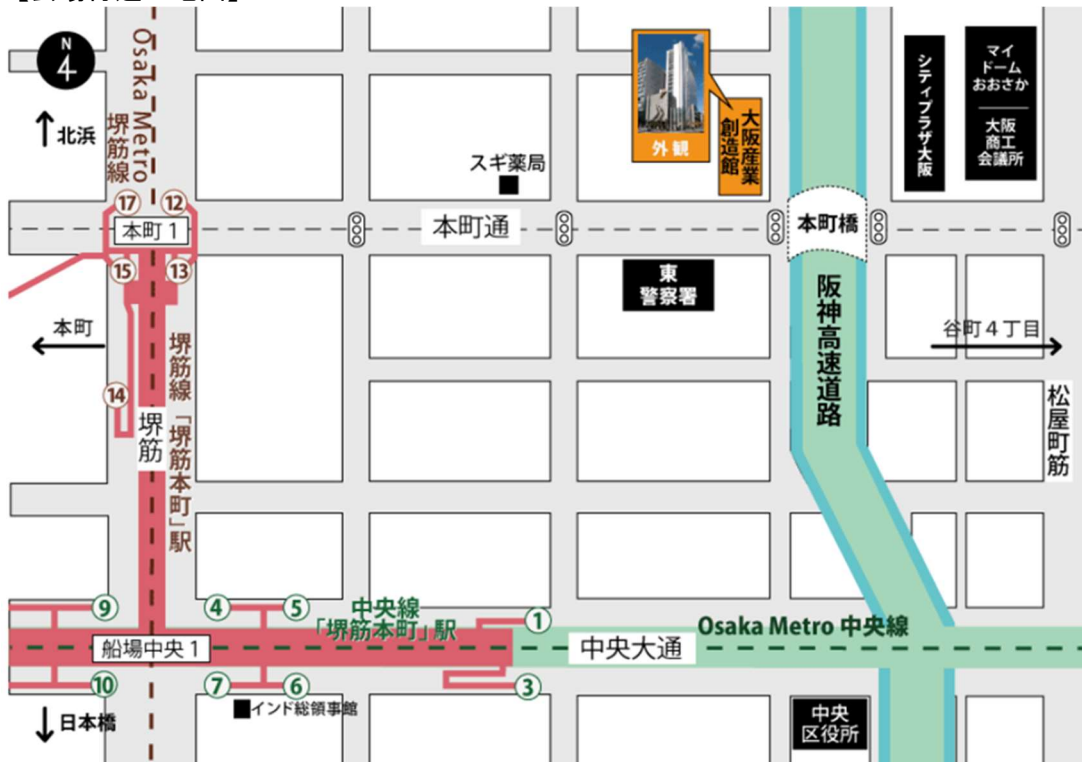 N
4
北浜
Osaka Metro
堺筋線
スギ薬局
外観
大阪産業
創造館
シティプラザ大阪
マイ
ドーム
おおさか
大阪
商工
会議所
17
12
本町1
本町通
本町橋
15
13
東
警察署
本町
14
堺筋
堺筋線「堺筋本町」駅
阪神高速道路
谷町4丁目
松屋町筋
9
4
5
中央線
「堺筋本町」駅
1
Osaka Metro 中央線
船場中央1
中央大通
10
7
6
3
日本橋
インド総領事館
中央
区役所